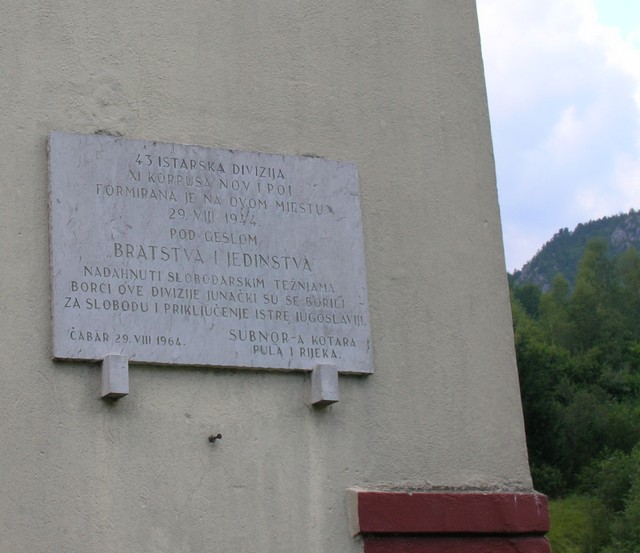 43 ISTARSKA DIVIZIJA
XI KORPUSA NOV I POJ
FORMIRANA JE NA OVOM MJESTU
29. VIII 1944.
POD GESLOM
BRATSTVA I JEDINSTVA
NADAHNUTI SLOBODARSKIM TEŽNJAMA
BORCI OVE DIVIZIJE JUNAČKI SU SE BORILI
ZA SLOBODU I PRIKLJUČENJE ISTRE JUGOSLAVIJI.
ČABAR 29. VIII 1964. SUBNOR-A KOTARA
PULA I RIJEKA.